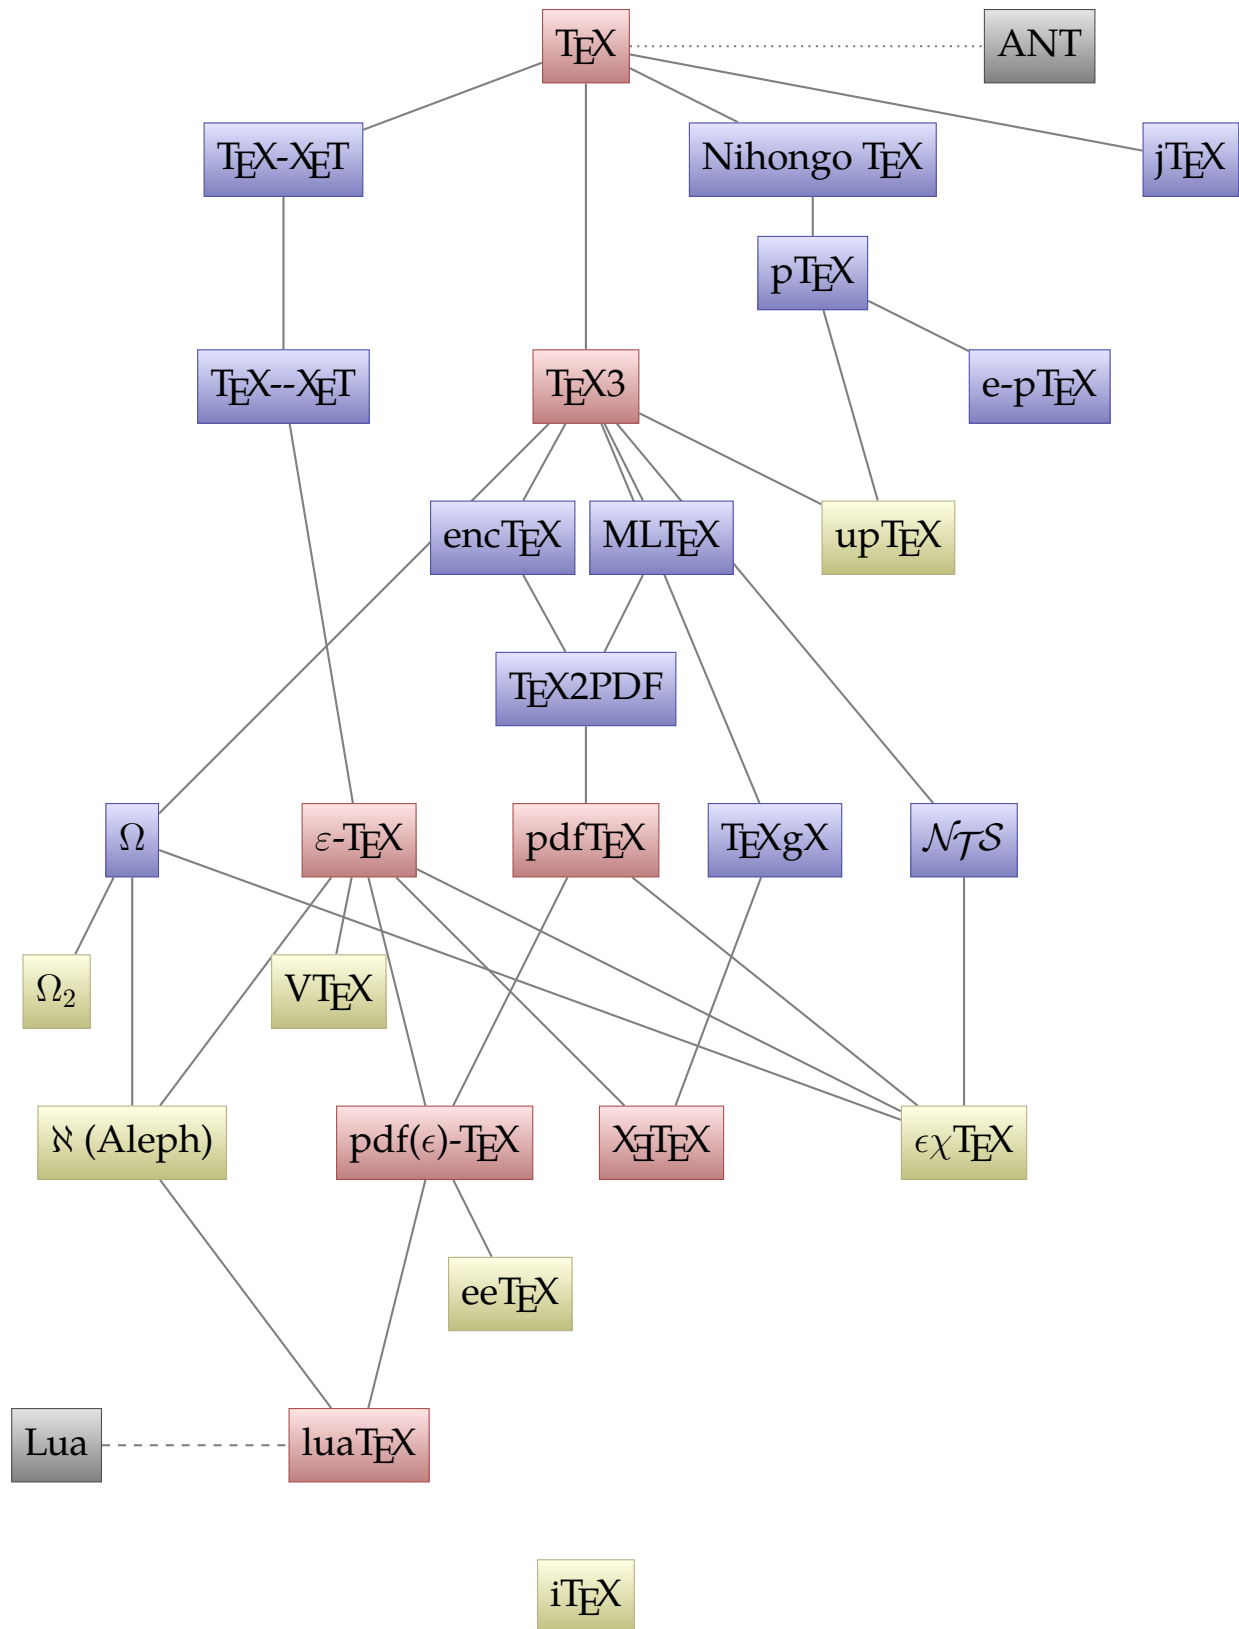 TEX
ANT
TEX-XET
Nihongo TEX
jTEX
pTEX
TEX--XET
TEX3
e-pTEX
encTEX
MLTEX
upTEX
TEX2PDF
Ω
ε-TEX
pdfTEX
TEXgX
𝒩𝒯𝒮
Ω₂
VTEX
ℵ (Aleph)
pdf(ϵ)-TEX
XƎTEX
ϵχTEX
eeTEX
Lua
luaTEX
iTEX